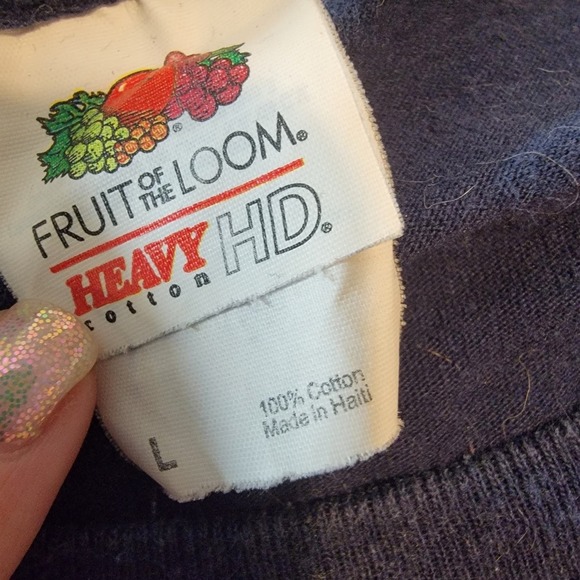 FRUIT OF THE LOOM®
HEAVY HD®
cotton
100% Cotton
Made in Haiti
L